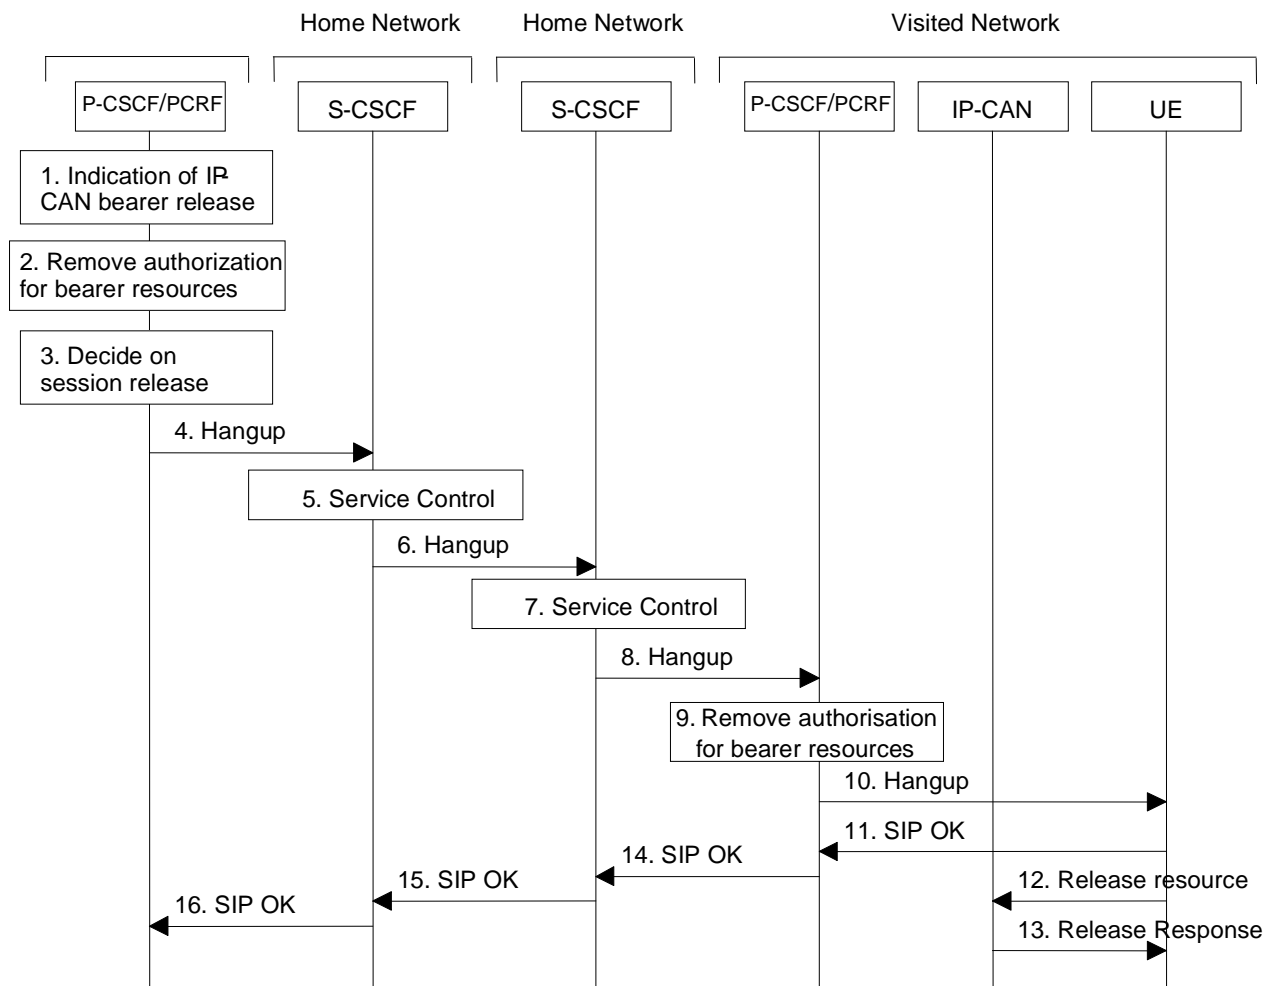 Home Network
Home Network
Visited Network
P-CSCF/PCRF
S-CSCF
S-CSCF
P-CSCF/PCRF
IP-CAN
UE
1. Indication of IP-
CAN bearer release
2. Remove authorization
for bearer resources
3. Decide on
session release
4. Hangup
5. Service Control
6. Hangup
7. Service Control
8. Hangup
9. Remove authorisation
for bearer resources
10. Hangup
11. SIP OK
14. SIP OK
15. SIP OK
12. Release resource
16. SIP OK
13. Release Response